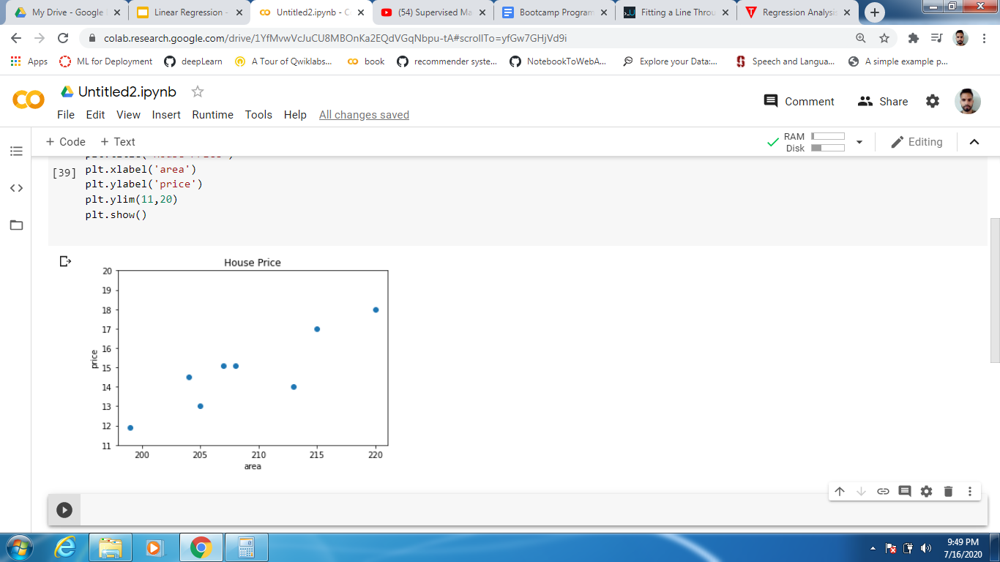 My Drive - Google
Linear Regression -
Untitled2.ipynb - C
(54) Supervised Ma
Bootcamp Program
Fitting a Line Throu
Regression Analysis
colab.research.google.com/drive/1YfMvwVcJuCU8MBOnKa2EQdVGqNbpu-tA#scrollTo=yfGw7GHjVd9i
Apps
ML for Deployment
deepLearn
A Tour of Qwiklabs...
book
recommender syste...
NotebookToWebA...
Explore your Data:...
Speech and Langua...
A simple example p...
Untitled2.ipynb
Comment
Share
File Edit View Insert Runtime Tools Help All changes saved
+ Code + Text
RAM
Disk
Editing
[39]
plt.xlabel('area')
plt.ylabel('price')
plt.ylim(11,20)
plt.show()
House Price
20
19
18
17
16
15
14
13
12
11
price
200 205 210 215 220
area
9:49 PM
7/16/2020